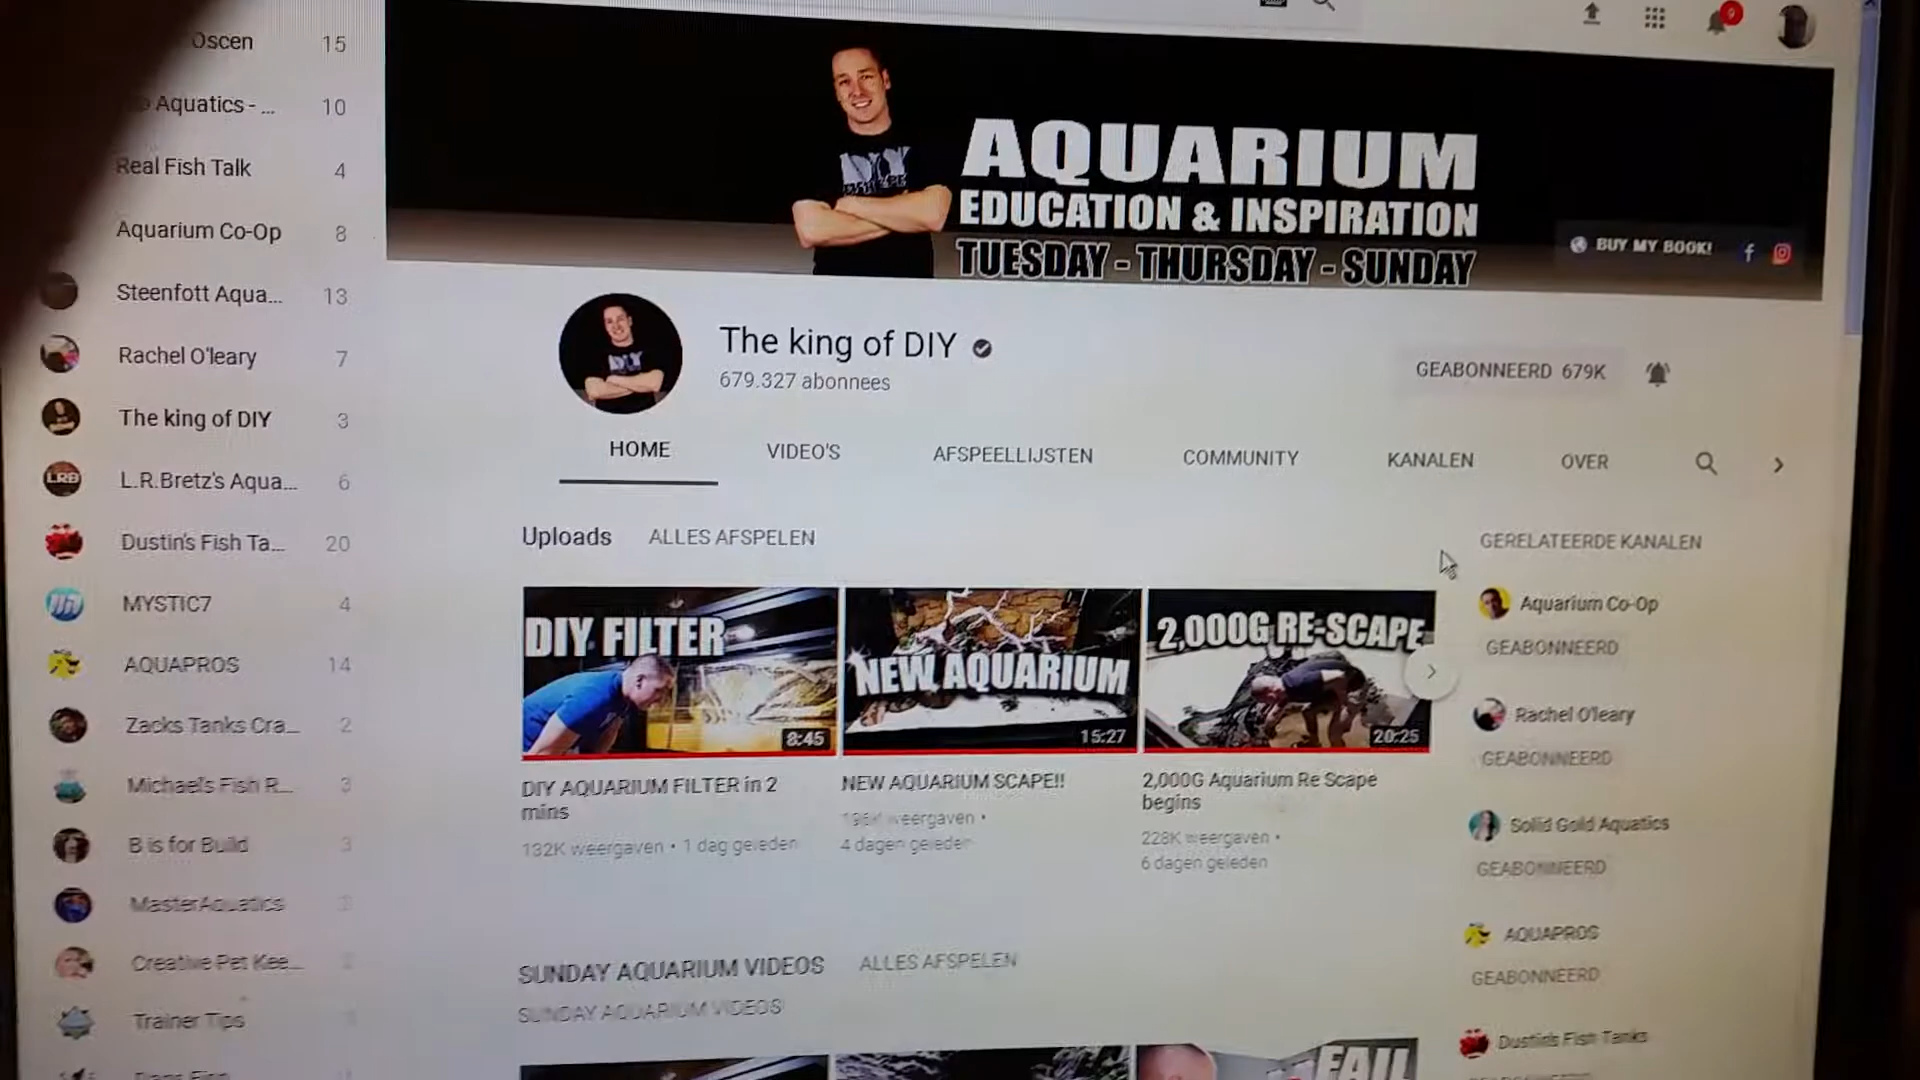 Oscen 15
Aquatics - ... 10
Real Fish Talk 4
Aquarium Co-Op 8
Steenfott Aqua... 13
Rachel O'leary 7
The king of DIY 3
LRB
L.R.Bretz's Aqua... 6
Dustin's Fish Ta... 20
MYSTIC7 4
AQUAPROS 14
Zacks Tanks Cra... 2
Michael's Fish R... 3
B is for Build 3
MasterAquatics
Creative Pet Kee... 2
Trainer Tips
9
DIY
AQUARIUM
EDUCATION & INSPIRATION
TUESDAY - THURSDAY - SUNDAY
BUY MY BOOK!
DIY
The king of DIY
679.327 abonnees
GEABONNEERD 679K
HOME VIDEO'S AFSPEELLIJSTEN COMMUNITY KANALEN OVER
Uploads ALLES AFSPELEN
DIY FILTER
8:45
NEW AQUARIUM
15:27
2,000G RE-SCAPE
20:25
DIY AQUARIUM FILTER in 2
mins
132K weergaven • 1 dag geleden
NEW AQUARIUM SCAPE!!
weergaven •
4 dagen geleden
2,000G Aquarium Re Scape
begins
228K weergaven •
6 dagen geleden
SUNDAY AQUARIUM VIDEOS ALLES AFSPELEN
SUNDAY AQUARIUM VIDEOS
FAIL
GERELATEERDE KANALEN
Aquarium Co-Op
GEABONNEERD
Rachel O'leary
GEABONNEERD
Solid Gold Aquatics
GEABONNEERD
AQUAPROS
GEABONNEERD
Dustin's Fish Tanks